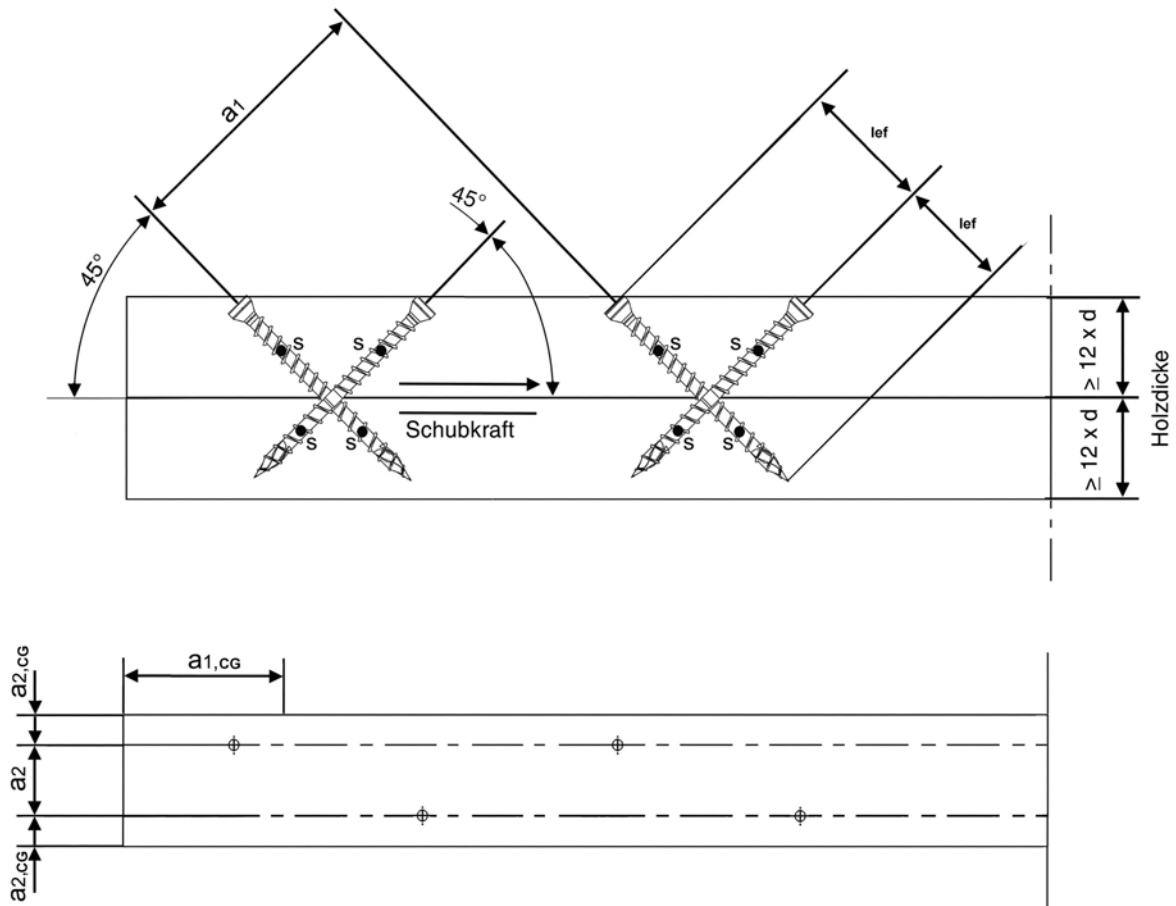 a1
45°
45°
lef
lef
S
S
S
S
S
S
S
S
Schubkraft
≥ 12 x d
≥ 12 x d
Holzdicke
a1,CG
a2,CG
a2
a2,CG